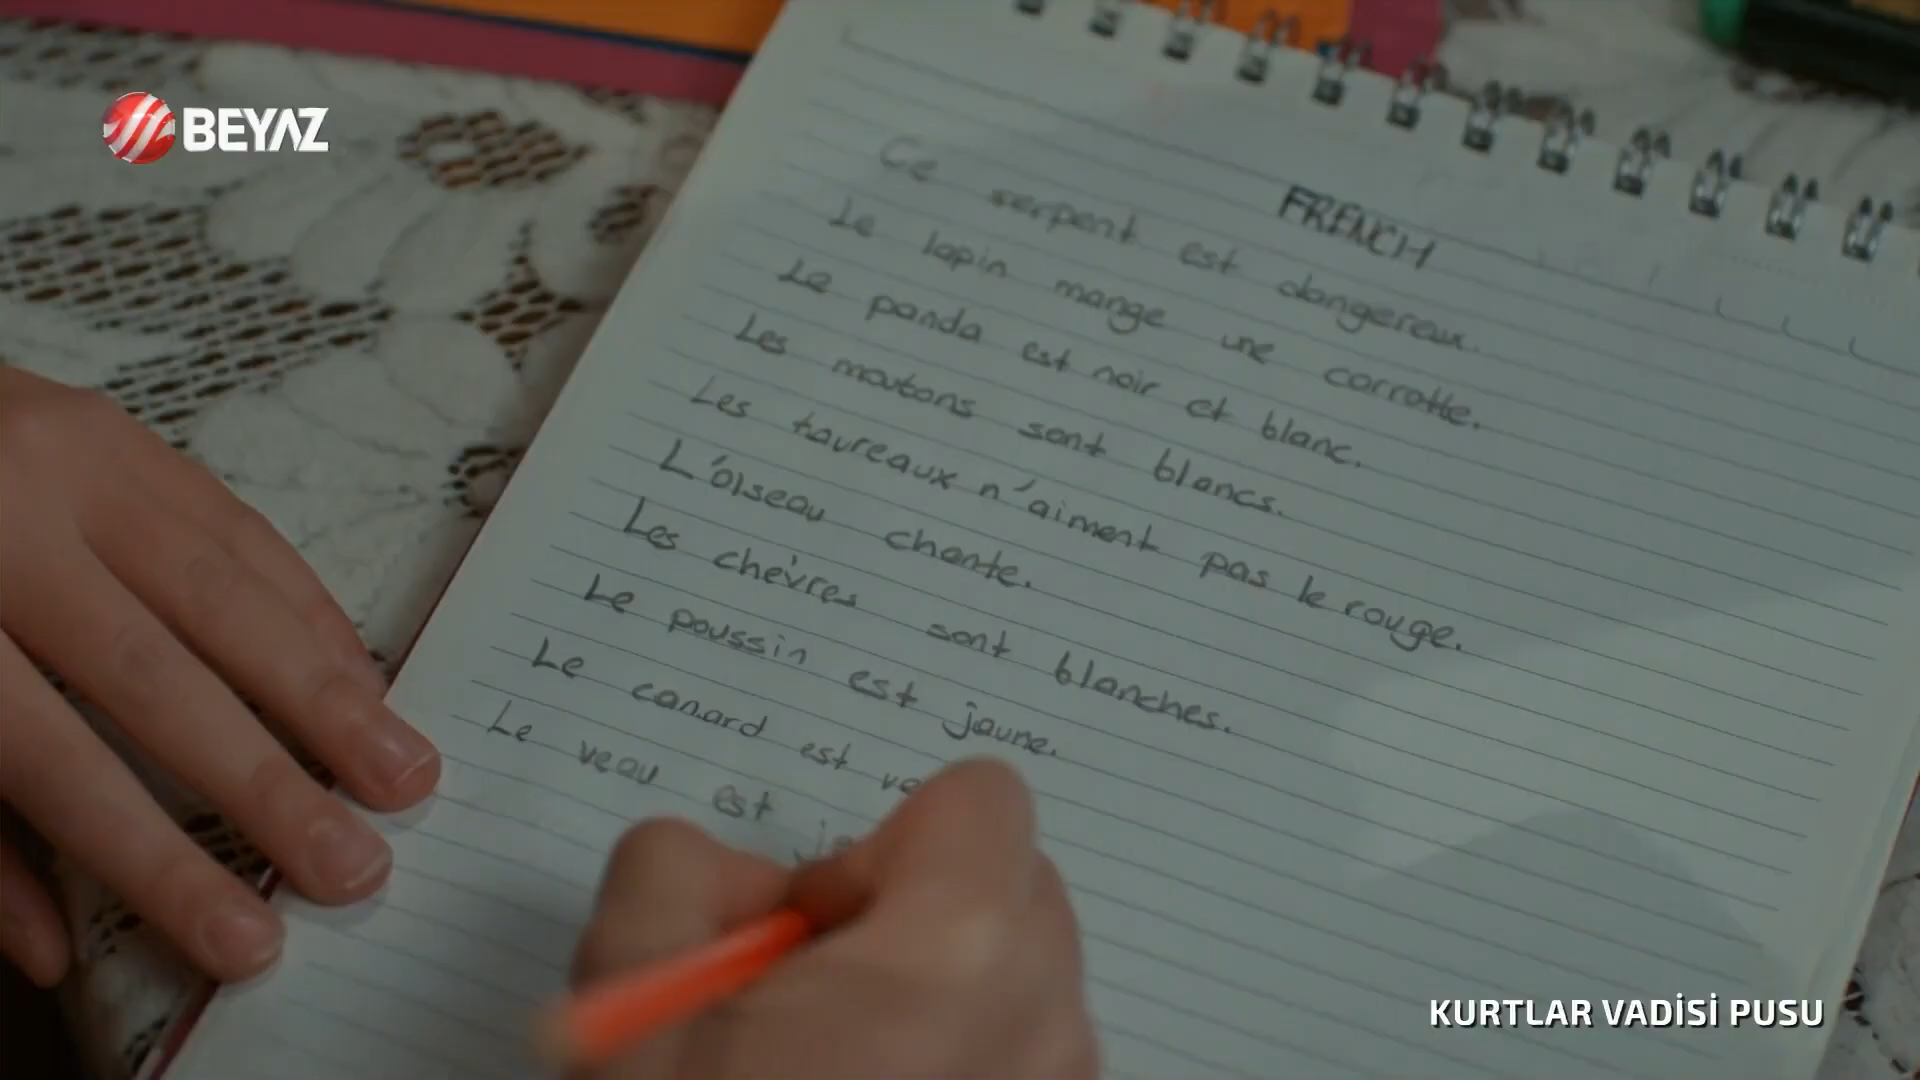 BEYAZ
FRENCH
Ce serpent est dangereux.
Le lapin mange une carrotte.
Le panda est noir et blanc.
Les moutons sont blancs.
Les taureaux n'aiment pas le rouge.
L'oiseau chante.
Les chèvres sont blanches.
Le poussin est jaune.
Le canard est
Le veau est
KURTLAR VADİSİ PUSU